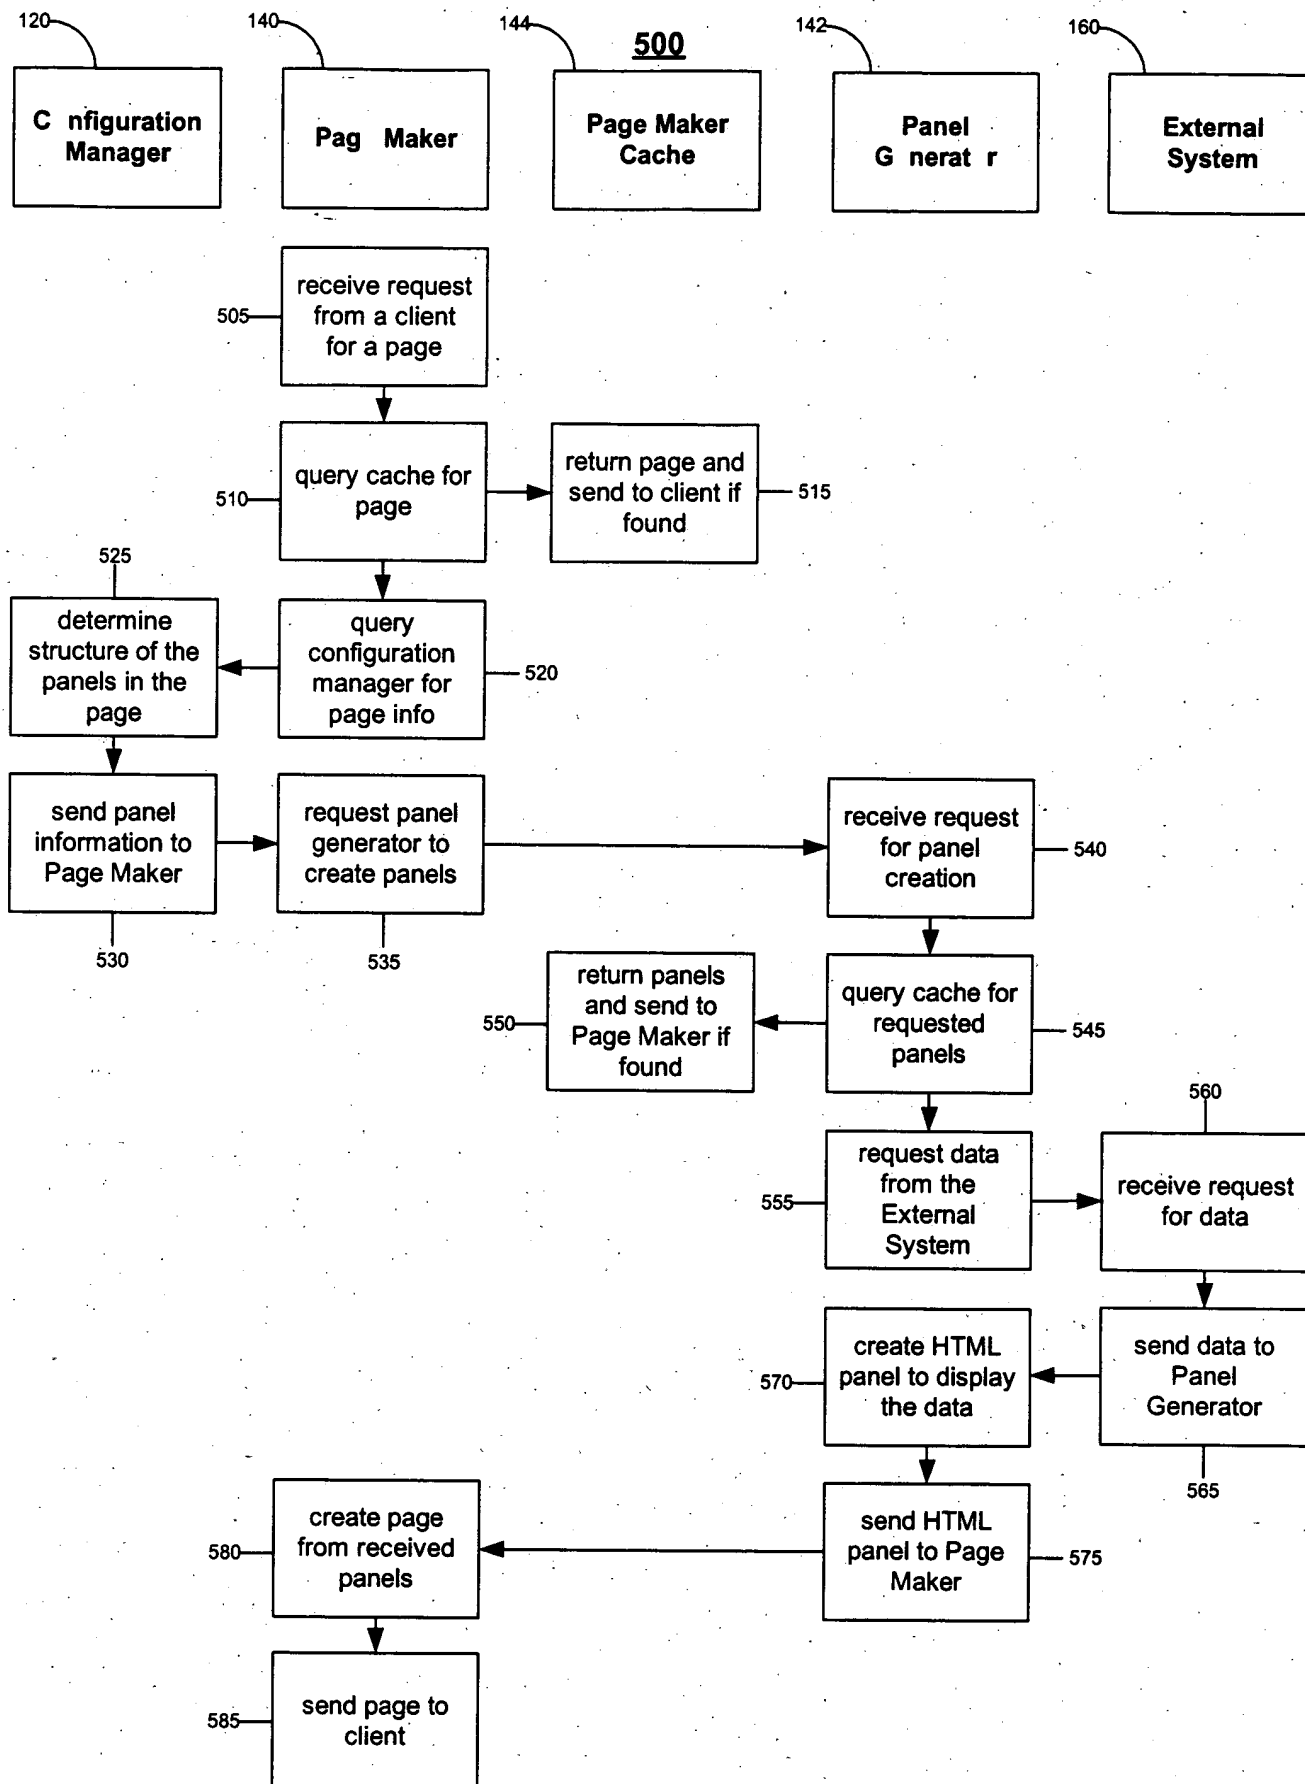 120
140
144
500
142
160
C nfiguration
Manager
Pag Maker
Page Maker
Cache
Panel
G nerat r
External
System
receive request
from a client
for a page
505
query cache for
page
510
return page and
send to client if
found
515
525
determine
structure of the
panels in the
page
query
configuration
manager for
page info
520
send panel
information to
Page Maker
530
request panel
generator to
create panels
535
receive request
for panel
creation
540
return panels
and send to
Page Maker if
found
550
query cache for
requested
panels
545
560
request data
from the
External
System
555
receive request
for data
create HTML
panel to display
the data
570
send data to
Panel
Generator
565
create page
from received
panels
580
send HTML
panel to Page
Maker
575
send page to
client
585